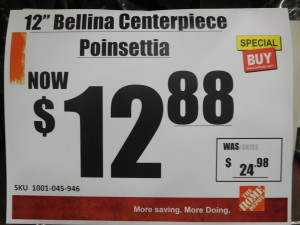 12" Bellina Centerpiece
Poinsettia
SPECIAL
BUY
NOW
$ 12 88
WAS
$ 24 .98
SKU 1001-045-946
More saving. More Doing.
THE HOME